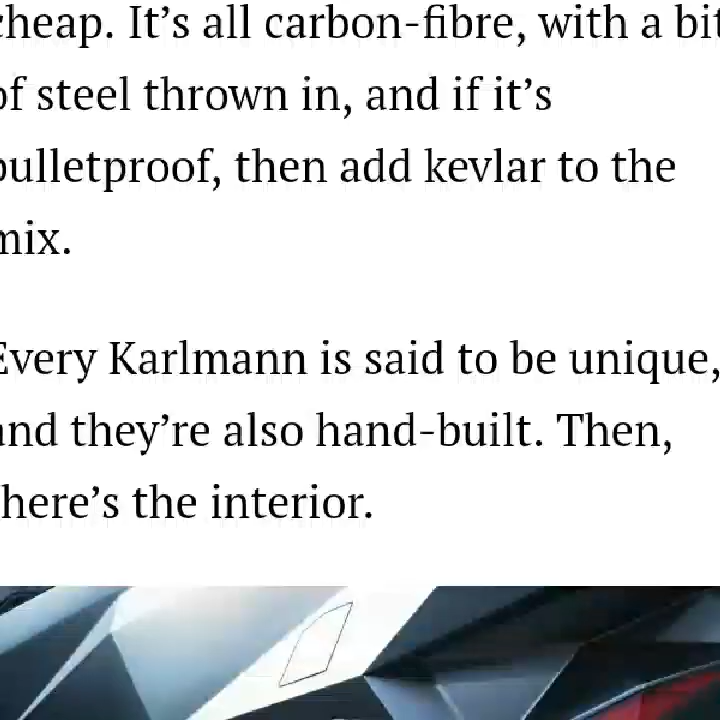 cheap. It’s all carbon-fibre, with a bit
of steel thrown in, and if it’s
bulletproof, then add kevlar to the
mix.
Every Karlmann is said to be unique,
and they’re also hand-built. Then,
there’s the interior.